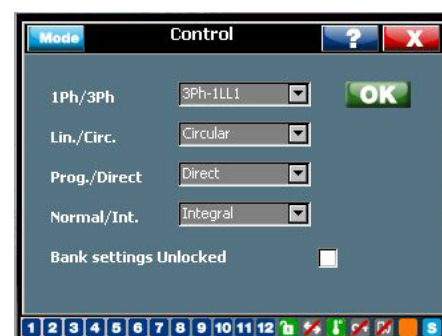 Mode Control ? X
1Ph/3Ph 3Ph-1LL1 OK
Lin./Circ. Circular
Prog./Direct Direct
Normal/Int. Integral
Bank settings Unlocked
1 2 3 4 5 6 7 8 9 10 11 12 S